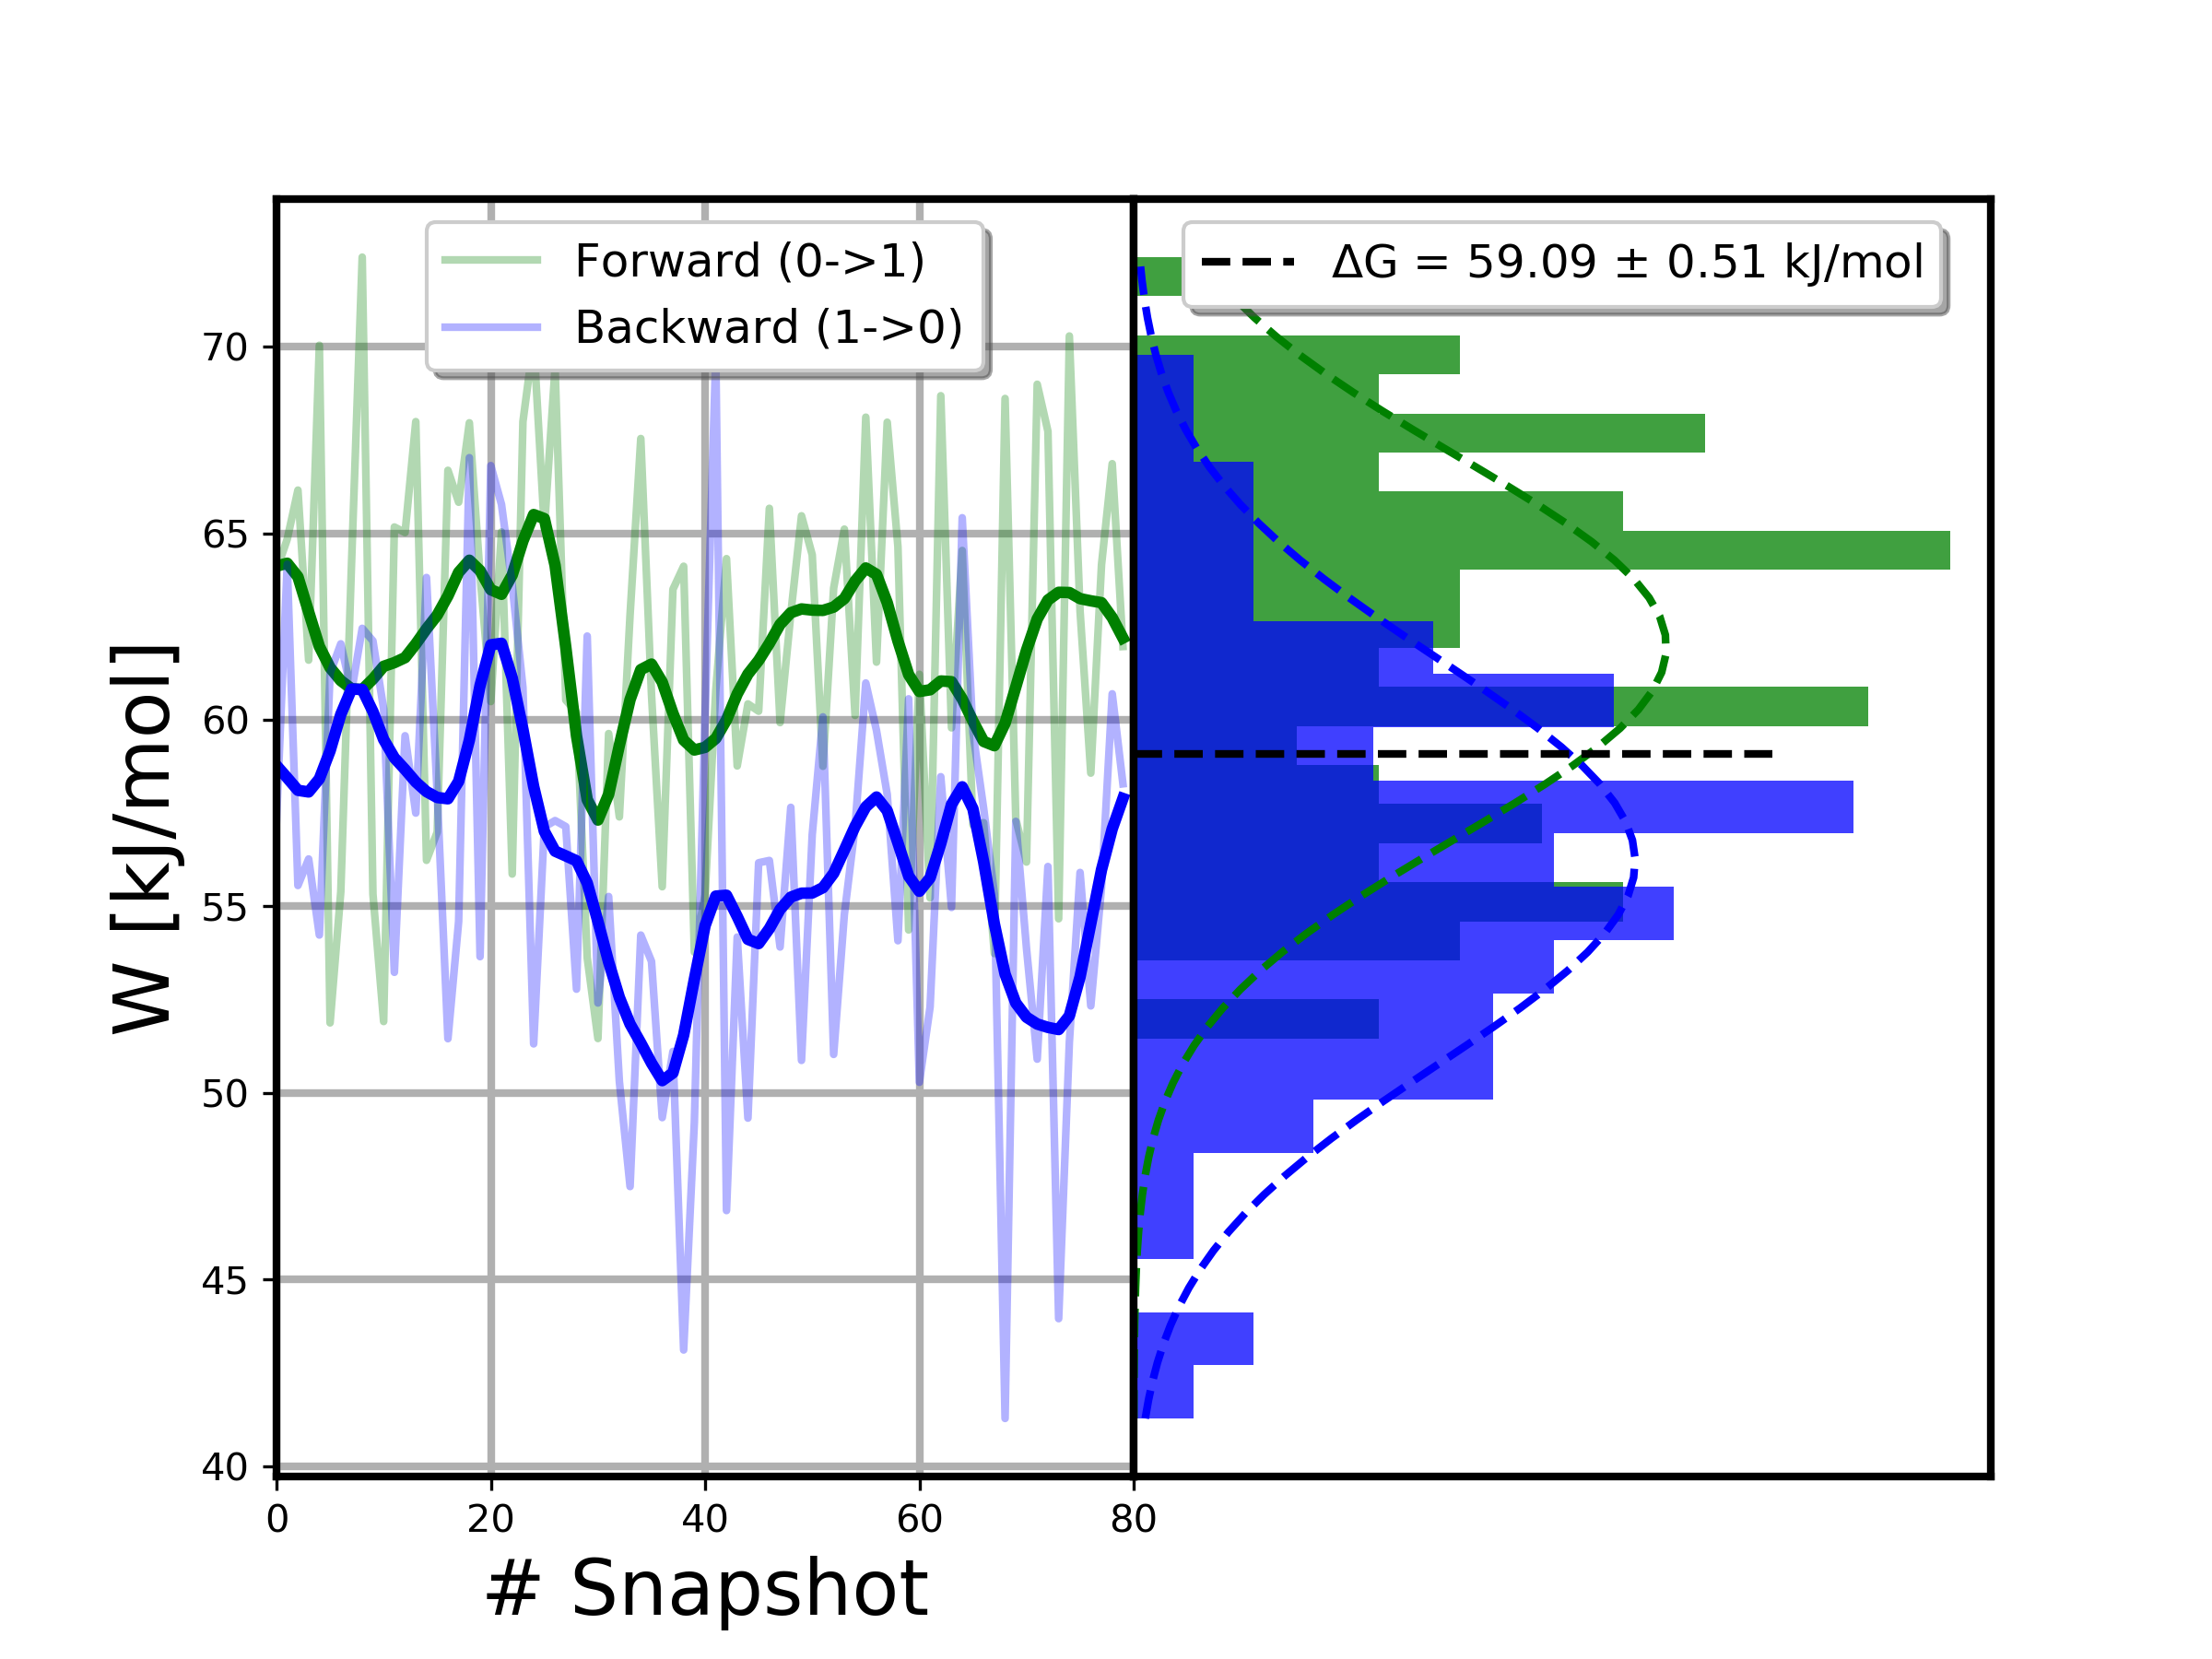 Forward (0->1)
Backward (1->0)
ΔG = 59.09 ± 0.51 kJ/mol
W [kJ/mol]
70
65
60
55
50
45
40
0 20 40 60 80
# Snapshot